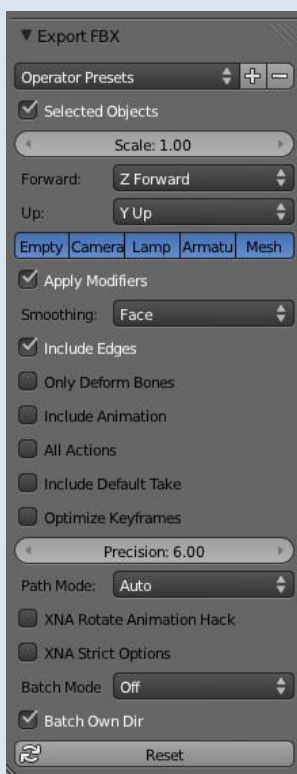 Export FBX
Operator Presets
Selected Objects
Scale: 1.00
Forward: Z Forward
Up: Y Up
Empty Camera Lamp Armatu Mesh
Apply Modifiers
Smoothing: Face
Include Edges
Only Deform Bones
Include Animation
All Actions
Include Default Take
Optimize Keyframes
Precision: 6.00
Path Mode: Auto
XNA Rotate Animation Hack
XNA Strict Options
Batch Mode Off
Batch Own Dir
Reset